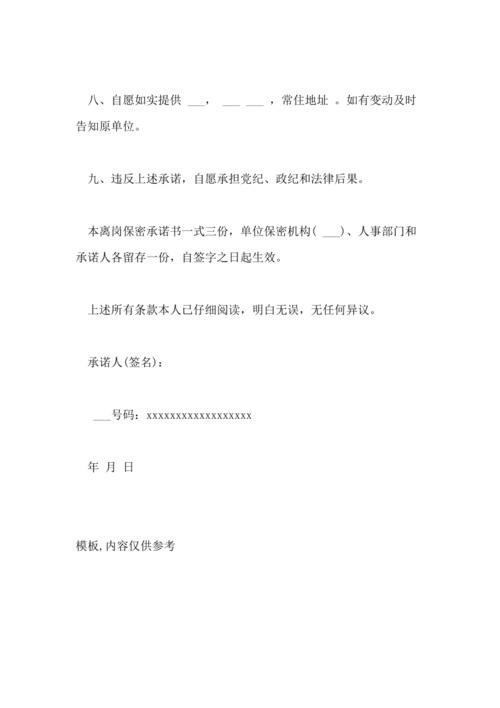 八、自愿如实提供 ___， ___ ___ ，常住地址 。如有变动及时
告知原单位。
九、违反上述承诺，自愿承担党纪、政纪和法律后果。
本离岗保密承诺书一式三份，单位保密机构( ___)、人事部门和
承诺人各留存一份，自签字之日起生效。
上述所有条款本人已仔细阅读，明白无误，无任何异议。
承诺人(签名)：
___号码：xxxxxxxxxxxxxxxxxx
年 月 日
模板,内容仅供参考